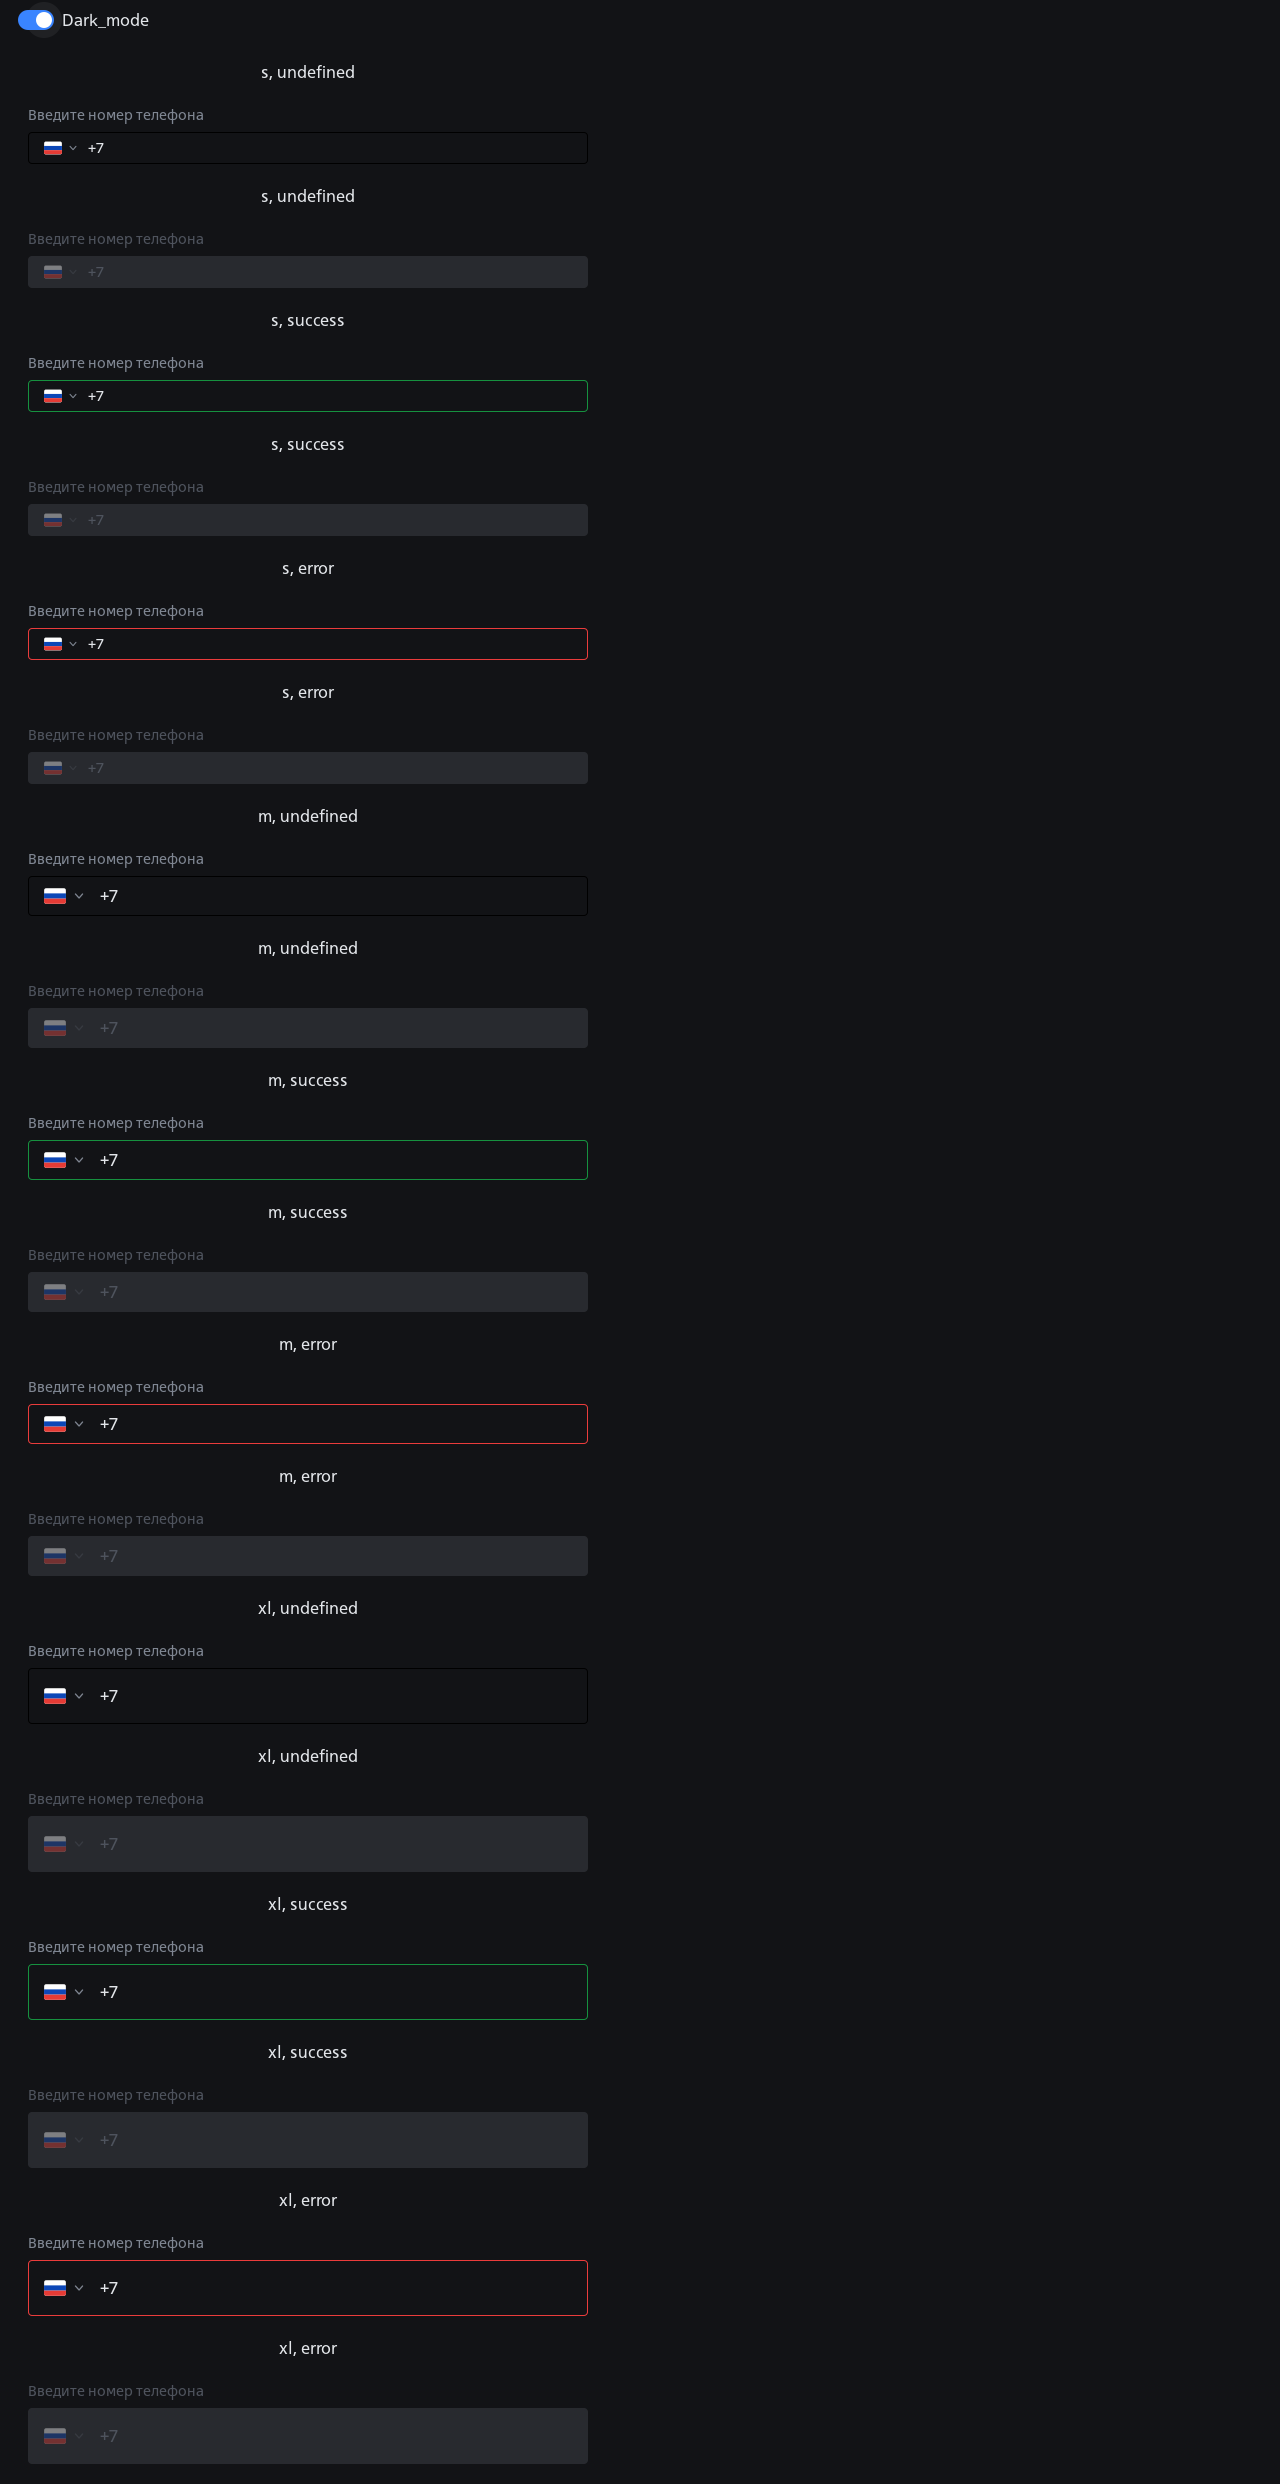 Dark_mode
s, undefined
Введите номер телефона
+7
s, undefined
Введите номер телефона
+7
s, success
Введите номер телефона
+7
s, success
Введите номер телефона
+7
s, error
Введите номер телефона
+7
s, error
Введите номер телефона
+7
m, undefined
Введите номер телефона
+7
m, undefined
Введите номер телефона
+7
m, success
Введите номер телефона
+7
m, success
Введите номер телефона
+7
m, error
Введите номер телефона
+7
m, error
Введите номер телефона
+7
xl, undefined
Введите номер телефона
+7
xl, undefined
Введите номер телефона
+7
xl, success
Введите номер телефона
+7
xl, success
Введите номер телефона
+7
xl, error
Введите номер телефона
+7
xl, error
Введите номер телефона
+7